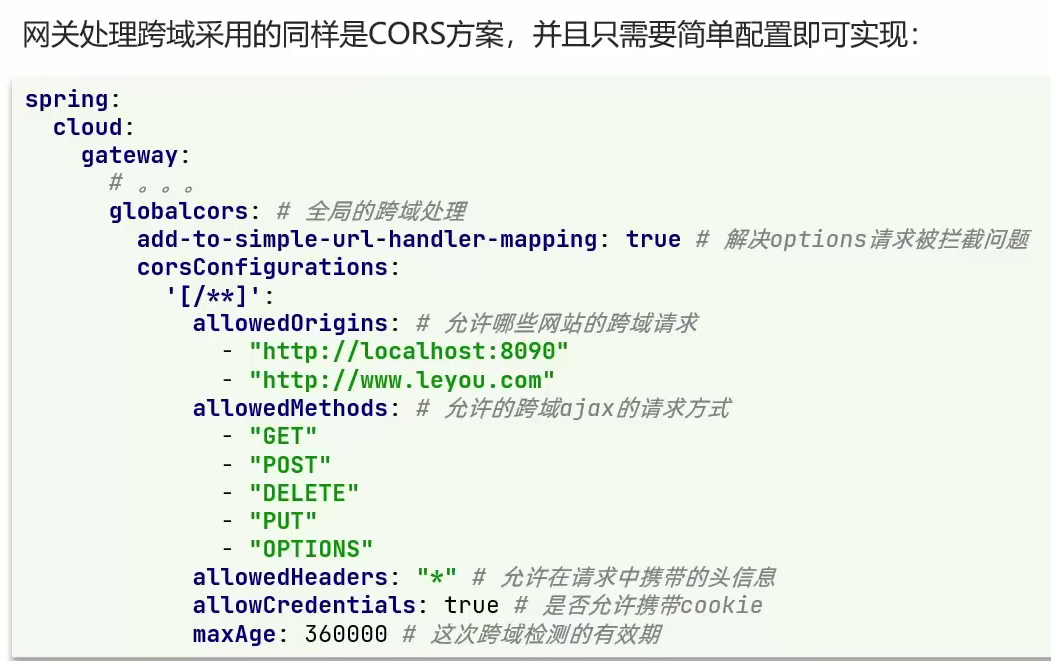 网关处理跨域采用的同样是CORS方案，并且只需要简单配置即可实现：
spring:
  cloud:
    gateway:
      # 。。。
      globalcors: # 全局的跨域处理
        add-to-simple-url-handler-mapping: true # 解决options请求被拦截问题
        corsConfigurations:
          '[/**]':
            allowedOrigins: # 允许哪些网站的跨域请求
              - "http://localhost:8090"
              - "http://www.leyou.com"
            allowedMethods: # 允许的跨域ajax的请求方式
              - "GET"
              - "POST"
              - "DELETE"
              - "PUT"
              - "OPTIONS"
            allowedHeaders: "*" # 允许在请求中携带的头信息
            allowCredentials: true # 是否允许携带cookie
            maxAge: 360000 # 这次跨域检测的有效期